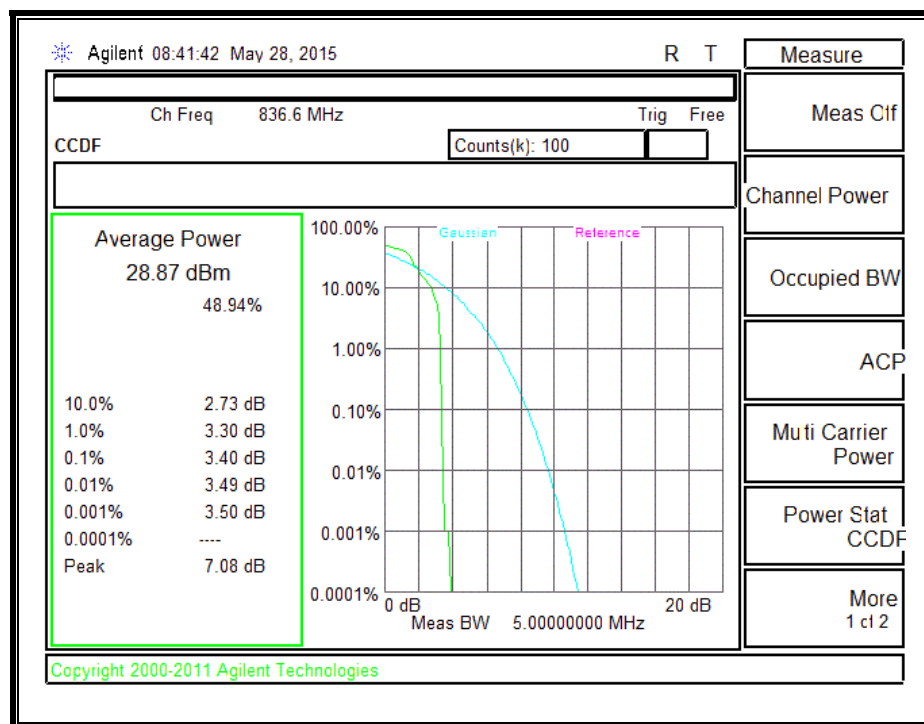 Agilent 08:41:42 May 28, 2015
R T
Ch Freq 836.6 MHz
Trig Free
CCDF
Counts(k): 100
Average Power
28.87 dBm
48.94%
10.0% 2.73 dB
1.0% 3.30 dB
0.1% 3.40 dB
0.01% 3.49 dB
0.001% 3.50 dB
0.0001% ----
Peak 7.08 dB
Gaussian
Reference
100.00%
10.00%
1.00%
0.10%
0.01%
0.001%
0.0001%
0 dB
20 dB
Meas BW 5.00000000 MHz
Measure
Meas Off
Channel Power
Occupied BW
ACP
Multi Carrier
Power
Power Stat
CCDF
More
1 of 2
Copyright 2000-2011 Agilent Technologies